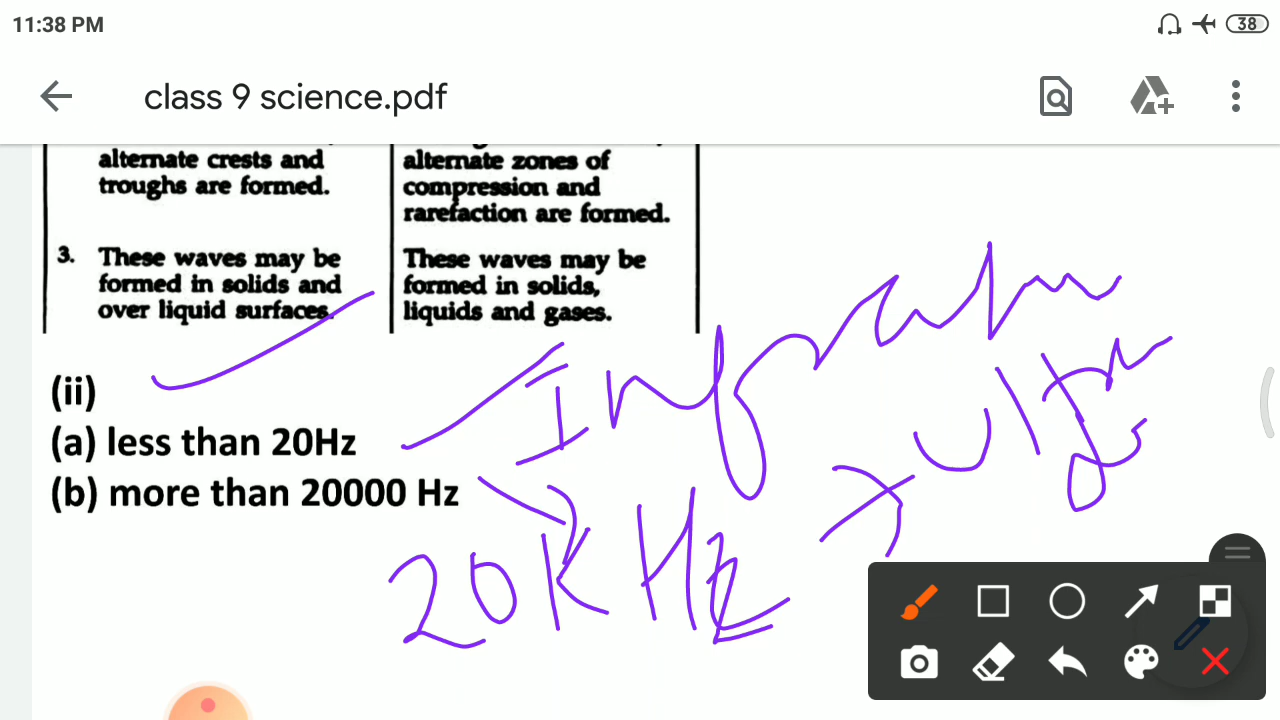 11:38 PM
38
class 9 science.pdf
alternate crests and
troughs are formed.
alternate zones of
compression and
rarefaction are formed.
3. These waves may be
formed in solids and
over liquid surfaces.
These waves may be
formed in solids,
liquids and gases.
(ii)
(a) less than 20Hz
(b) more than 20000 Hz
20KHz